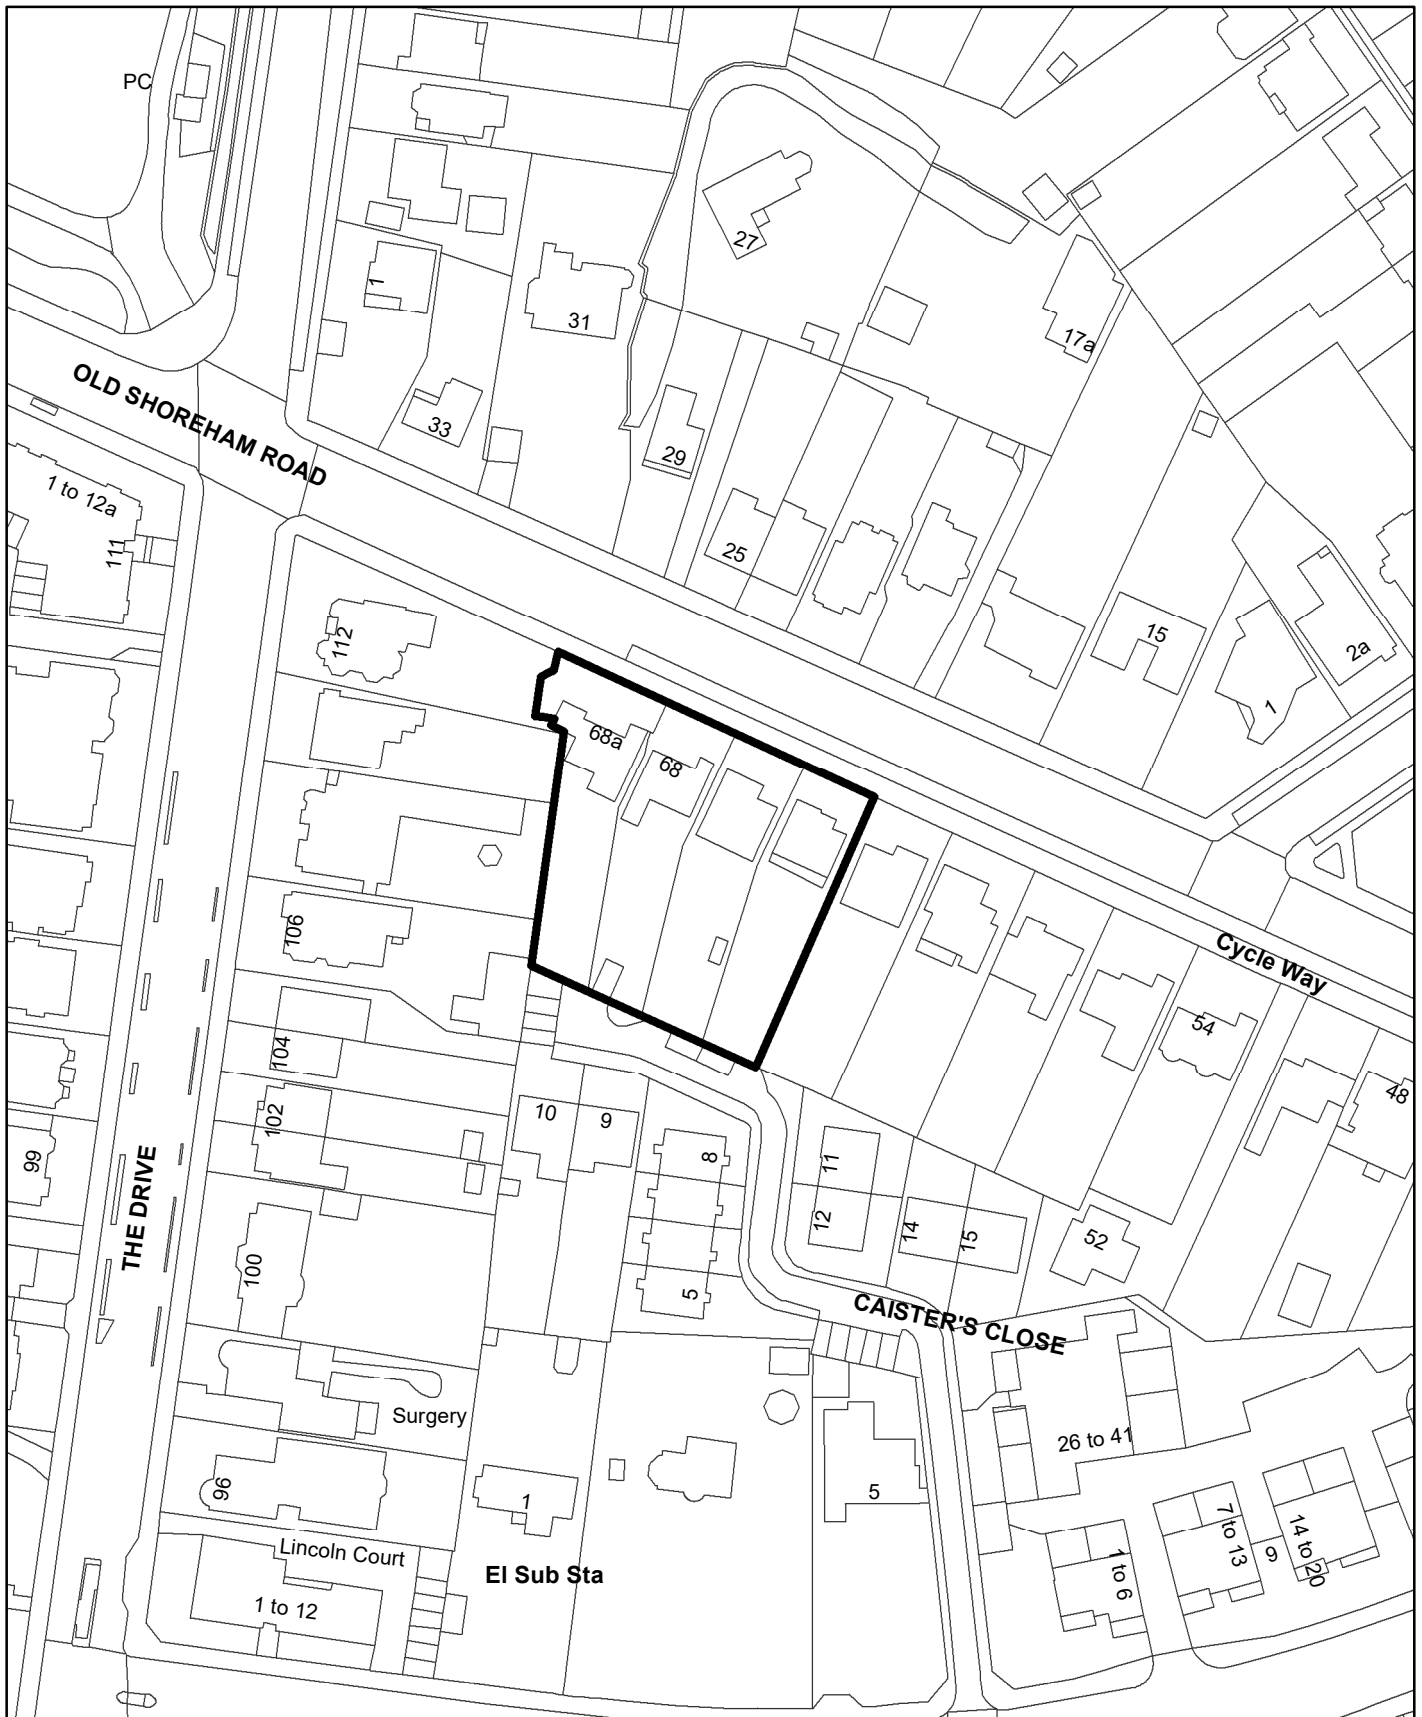 PC
27
1
31
17a
OLD SHOREHAM ROAD
33
29
1 to 12a
111
25
15
2a
1
112
68a
68
106
Cycle Way
54
48
104
102
10
9
8
11
12
14
15
52
99
THE DRIVE
100
5
CAISTER'S CLOSE
Surgery
26 to 41
96
1
5
7 to 13
14 to 20
9
1 to 6
Lincoln Court
El Sub Sta
1 to 12